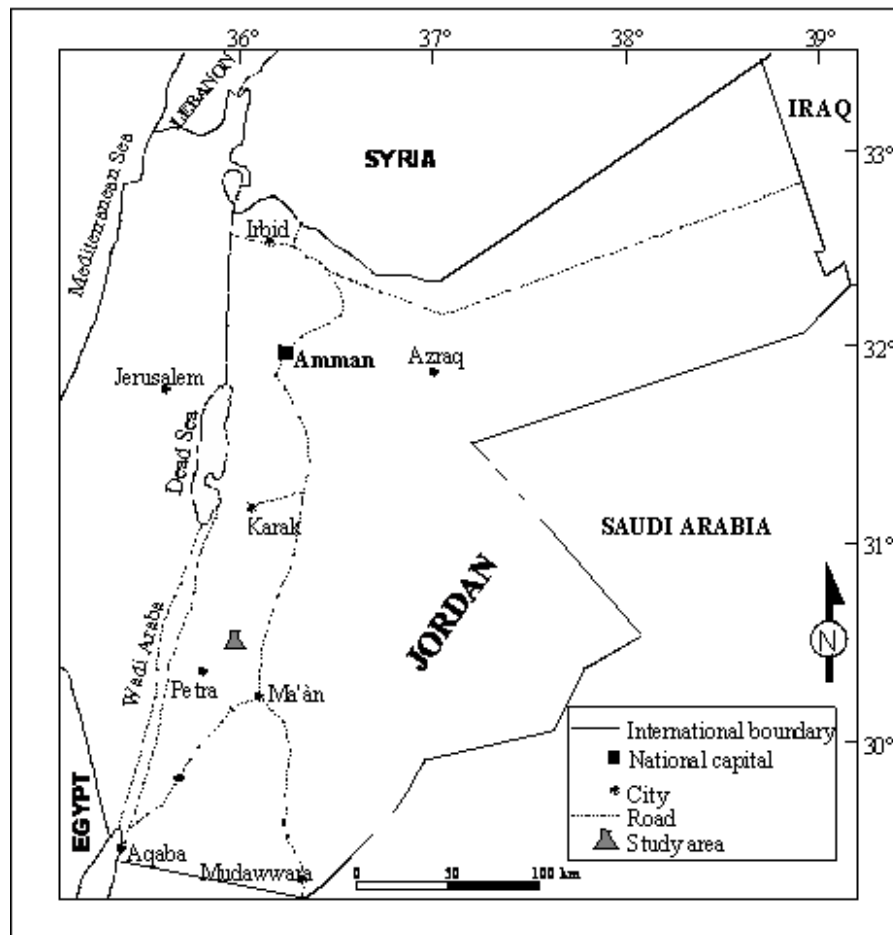 36°
37°
38°
39°
LEBANON
IRAQ
SYRIA
33°
Mediterranean Sea
Irbid
32°
Amman
Azraq
Jerusalem
Dead Sea
Karak
SAUDI ARABIA
31°
JORDAN
Wadi Araba
N
Petra
Ma'àn
International boundary
30°
National capital
City
EGYPT
Road
Study area
Aqaba
Mudawwara
0
50
100 km